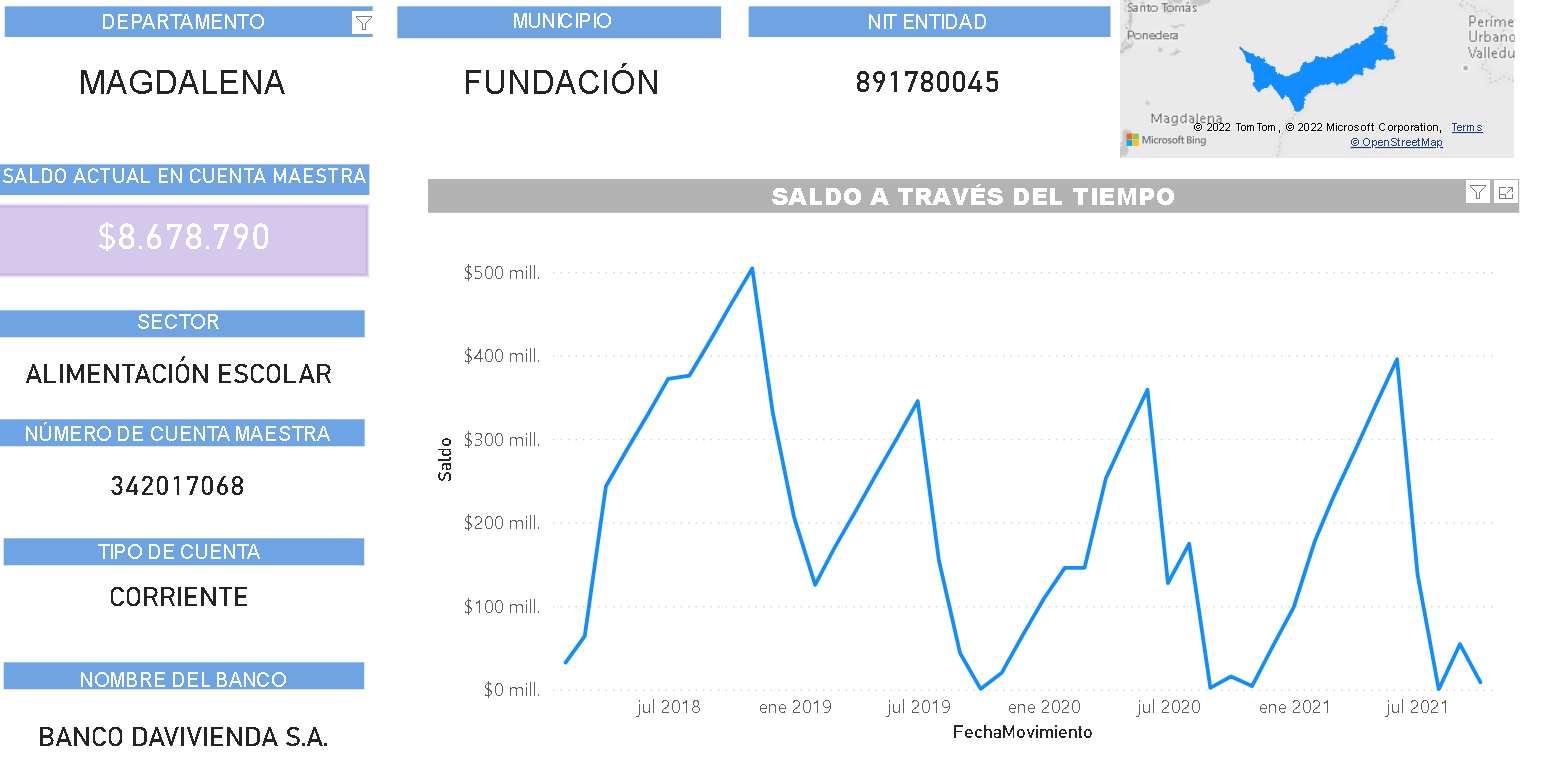 DEPARTAMENTO
MAGDALENA
MUNICIPIO
FUNDACIÓN
NIT ENTIDAD
891780045
Santo Tomás
Ponedera
Períme
Urbano
Valledu
Magdalena
© 2022 TomTom, © 2022 Microsoft Corporation, Terms
Microsoft Bing
© OpenStreetMap
SALDO ACTUAL EN CUENTA MAESTRA
$8.678.790
SECTOR
ALIMENTACIÓN ESCOLAR
NÚMERO DE CUENTA MAESTRA
342017068
TIPO DE CUENTA
CORRIENTE
NOMBRE DEL BANCO
BANCO DAVIVIENDA S.A.
SALDO A TRAVÉS DEL TIEMPO
Saldo
$500 mill.
$400 mill.
$300 mill.
$200 mill.
$100 mill.
$0 mill.
jul 2018 ene 2019 jul 2019 ene 2020 jul 2020 ene 2021 jul 2021
FechaMovimiento